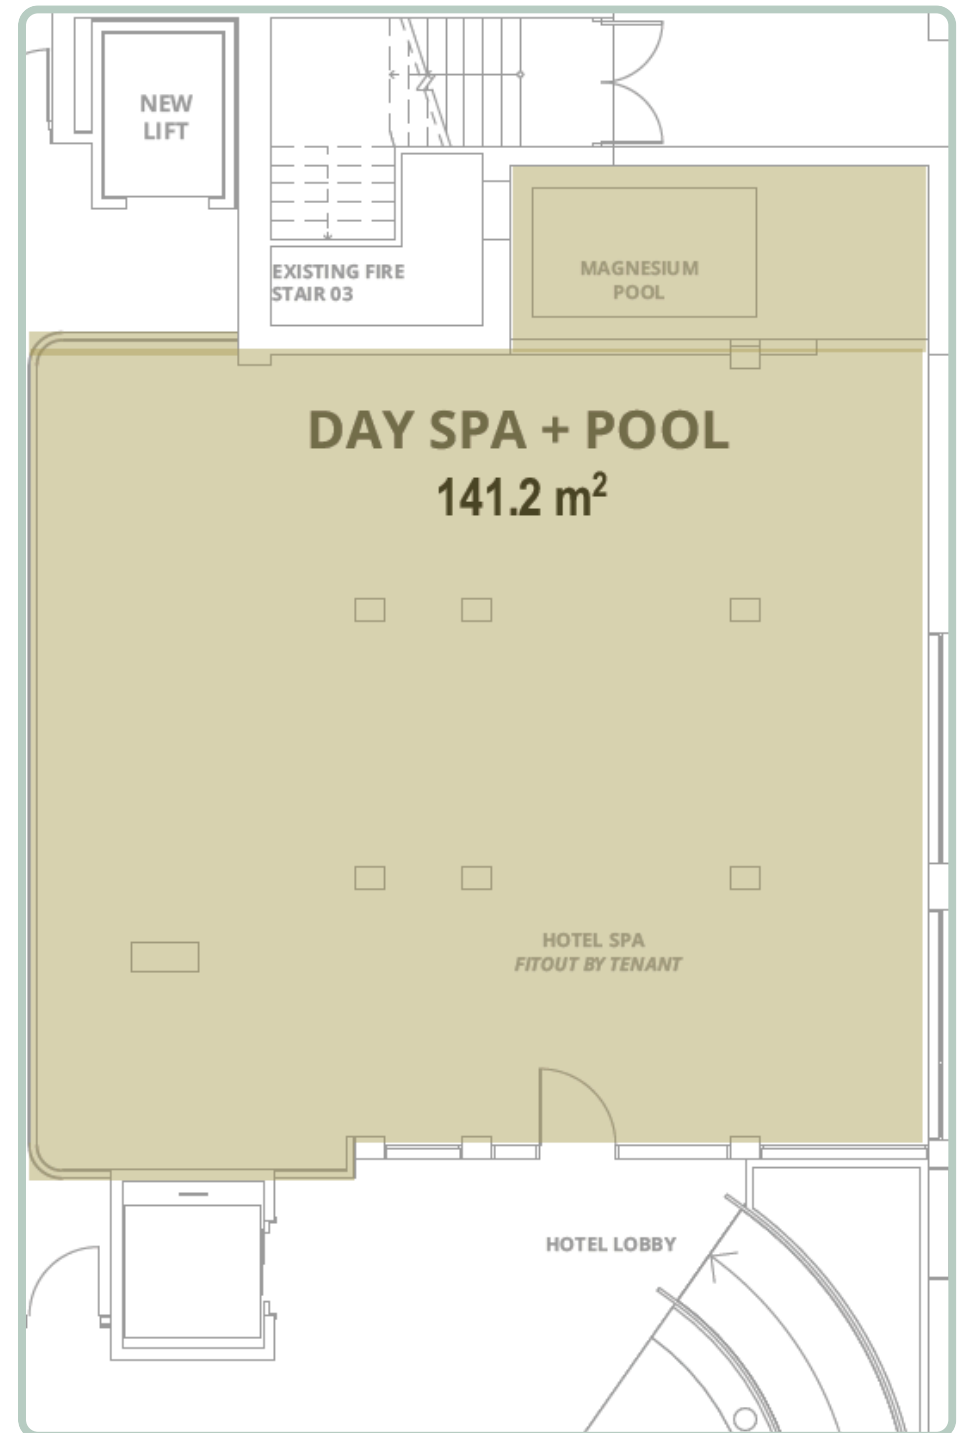 NEW
LIFT
EXISTING FIRE
STAIR 03
MAGNESIUM
POOL
DAY SPA + POOL
141.2 m²
HOTEL SPA
FITOUT BY TENANT
HOTEL LOBBY